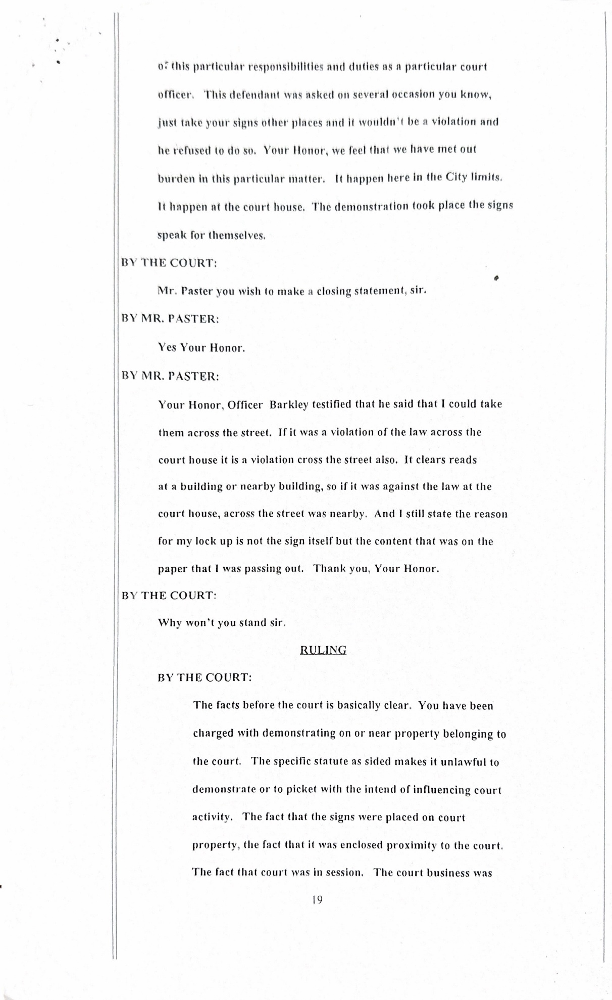 of this particular responsibilities and duties as a particular court
officer. This defendant was asked on several occasion you know,
just take your signs other places and it wouldn't be a violation and
he refused to do so. Your Honor, we feel that we have met out
burden in this particular matter. It happen here in the City limits.
It happen at the court house. The demonstration took place the signs
speak for themselves.
BY THE COURT:
Mr. Paster you wish to make a closing statement, sir.
BY MR. PASTER:
Yes Your Honor.
BY MR. PASTER:
Your Honor, Officer Barkley testified that he said that I could take
them across the street. If it was a violation of the law across the
court house it is a violation cross the street also. It clears reads
at a building or nearby building, so if it was against the law at the
court house, across the street was nearby. And I still state the reason
for my lock up is not the sign itself but the content that was on the
paper that I was passing out. Thank you, Your Honor.
BY THE COURT:
Why won't you stand sir.
RULING
BY THE COURT:
The facts before the court is basically clear. You have been
charged with demonstrating on or near property belonging to
the court. The specific statute as sided makes it unlawful to
demonstrate or to picket with the intend of influencing court
activity. The fact that the signs were placed on court
property, the fact that it was enclosed proximity to the court.
The fact that court was in session. The court business was
19